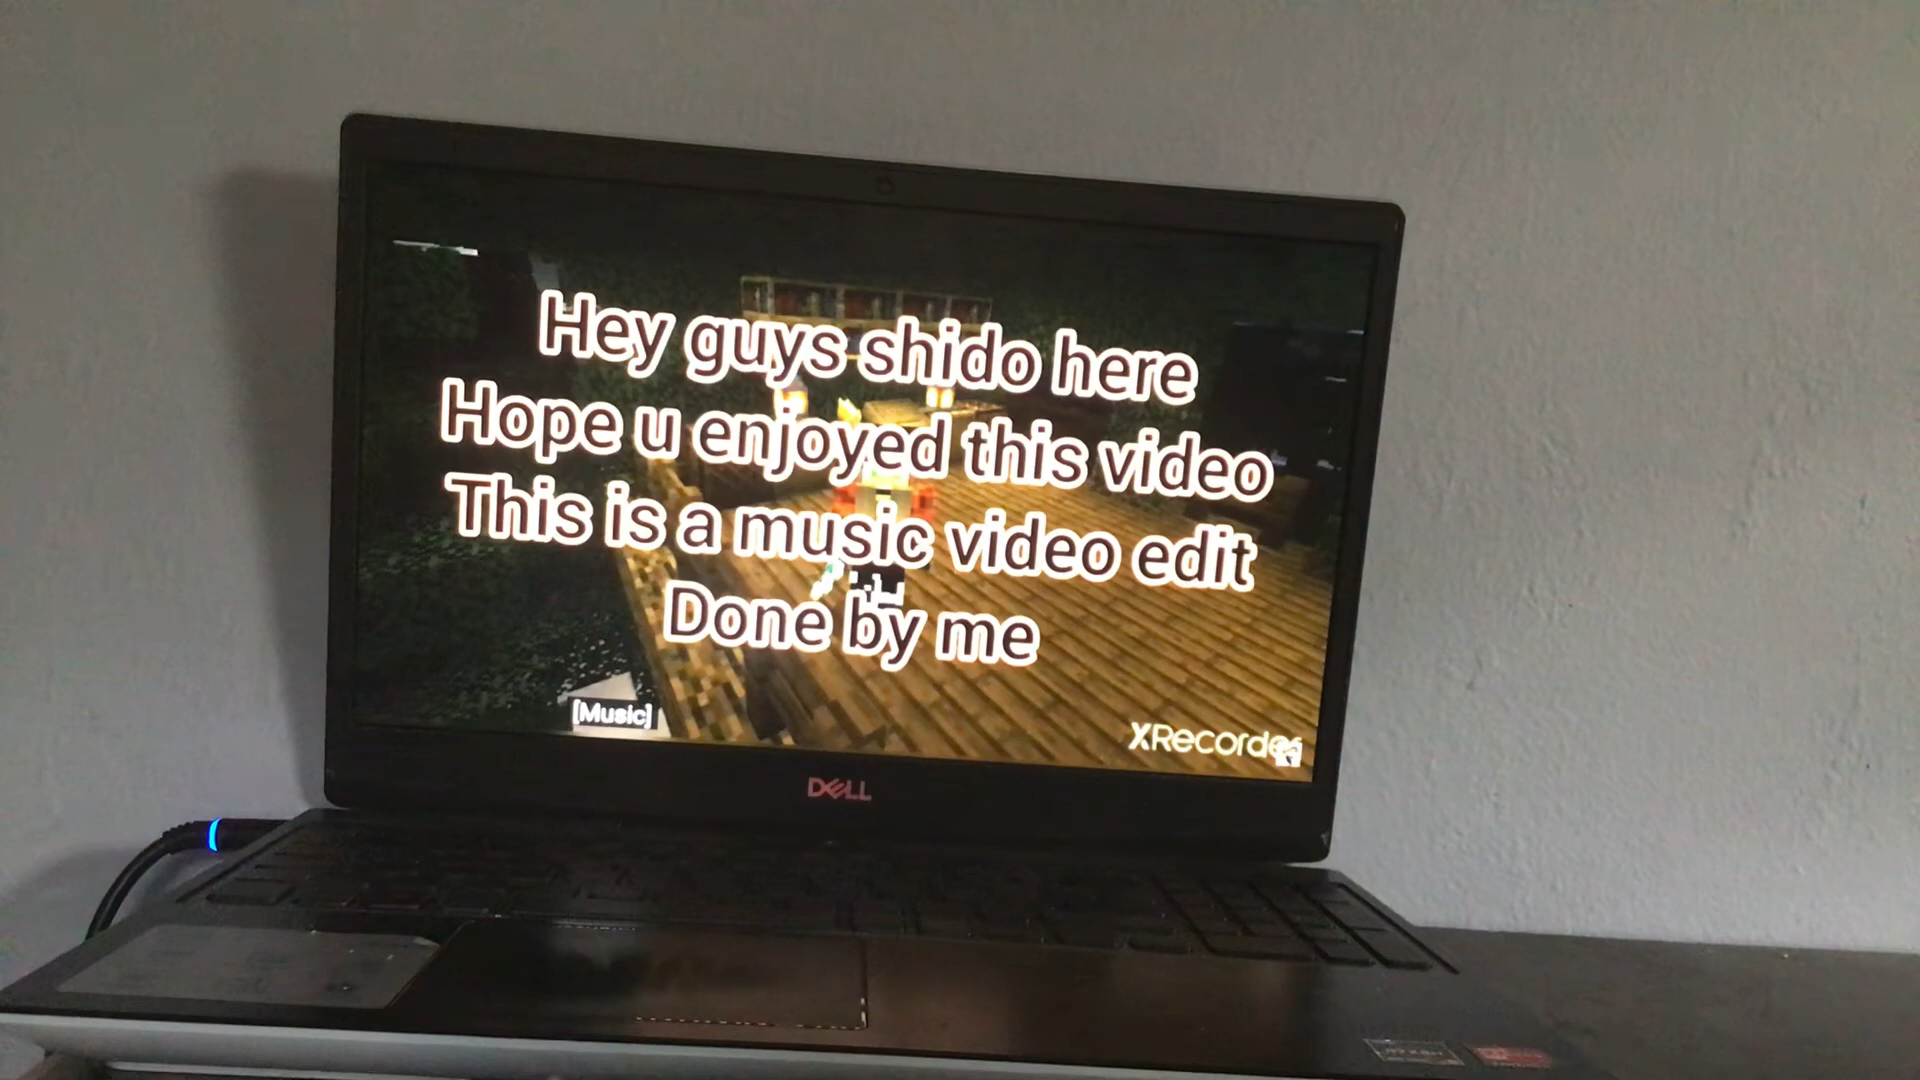 Hey guys shido here
Hope u enjoyed this video
This is a music video edit
Done by me
[Music]
XRecorder
DELL